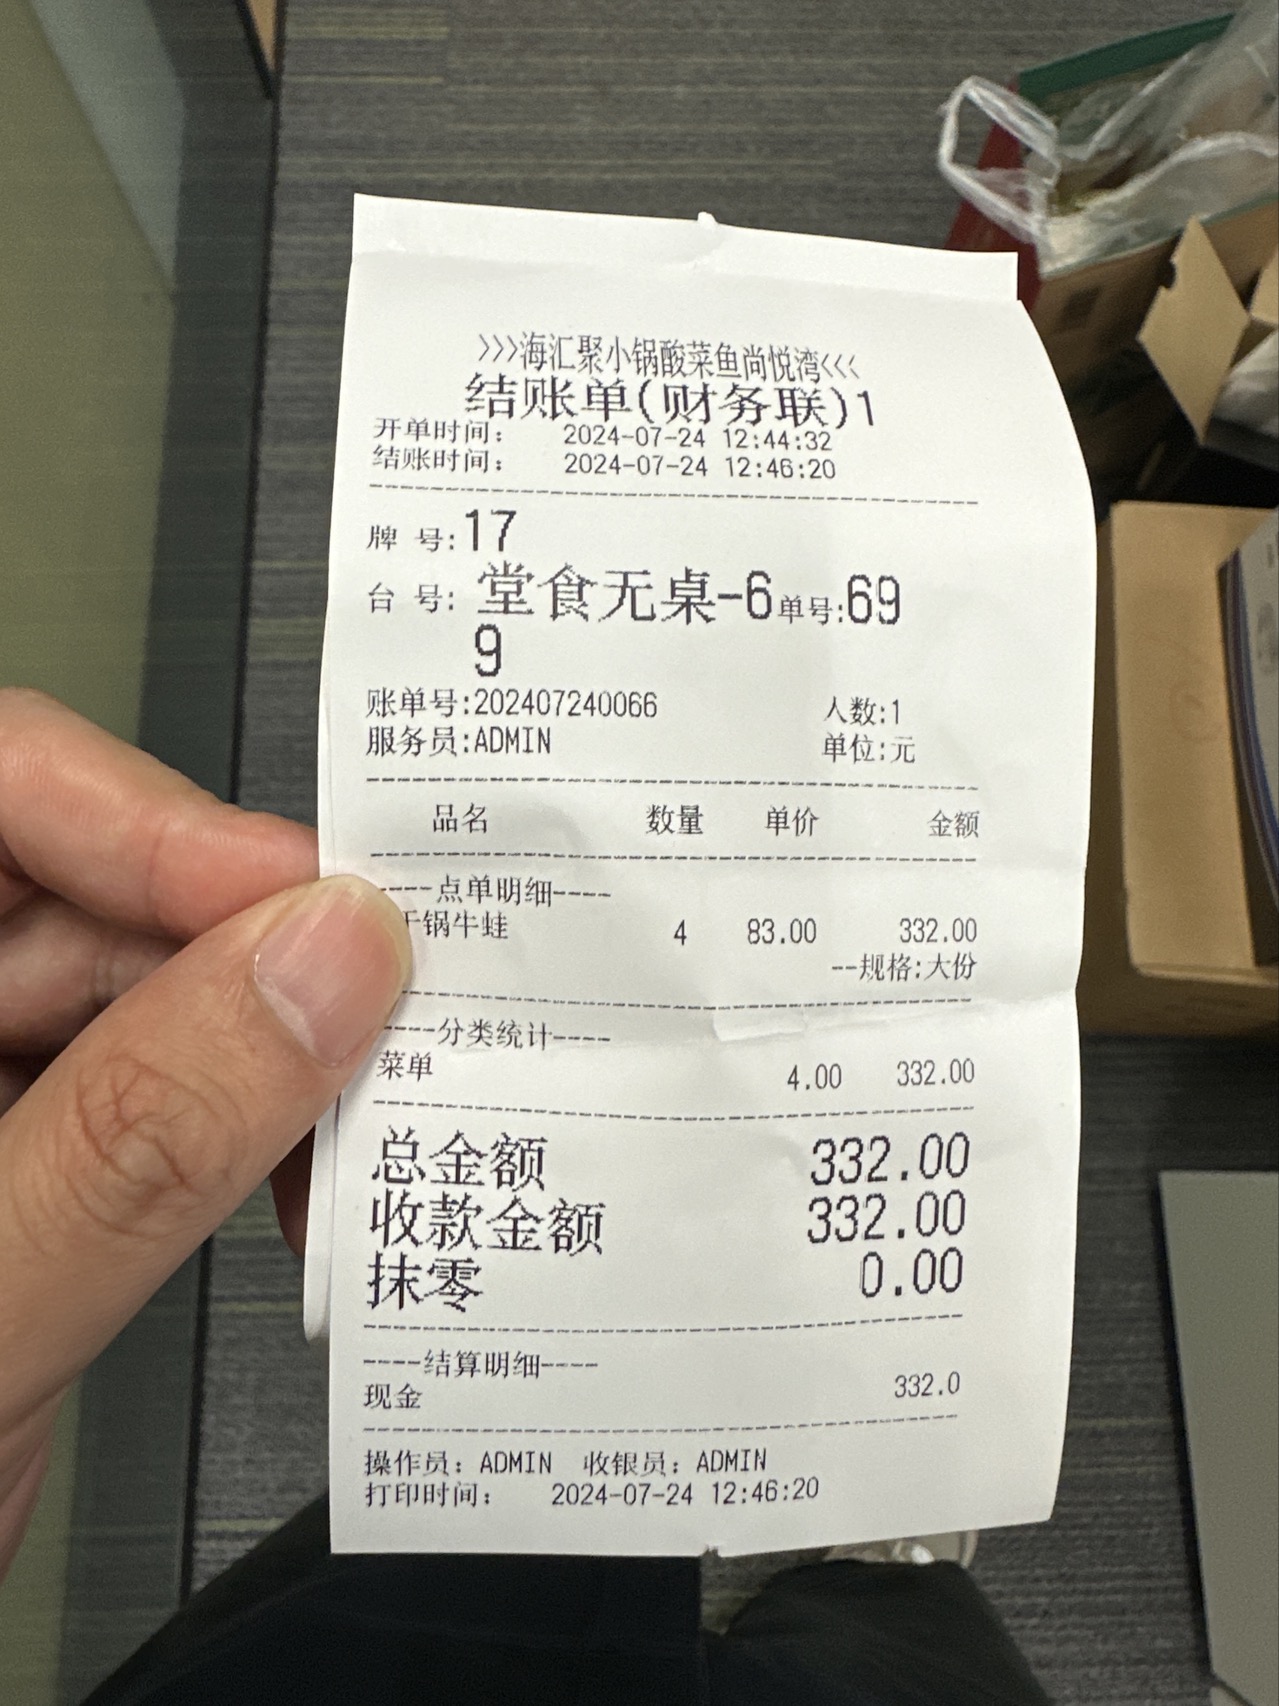 >>>海汇聚小锅酸菜鱼尚悦湾<<<
结账单(财务联)1
开单时间: 2024-07-24 12:44:32
结账时间: 2024-07-24 12:46:20
牌 号:17
台 号: 堂食无桌-6 单号:69
9
账单号:202407240066 人数:1
服务员:ADMIN 单位:元
品名 数量 单价 金额
----点单明细----
干锅牛蛙 4 83.00 332.00
--规格:大份
----分类统计----
菜单 4.00 332.00
总金额 332.00
收款金额 332.00
抹零 0.00
----结算明细----
现金 332.0
操作员: ADMIN 收银员: ADMIN
打印时间: 2024-07-24 12:46:20